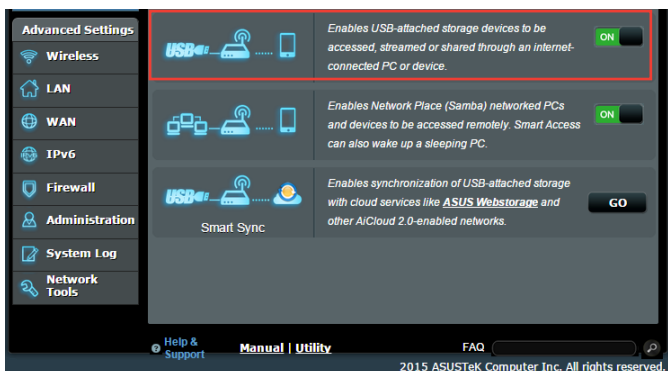 Advanced Settings
Wireless
LAN
WAN
IPv6
Firewall
Administration
System Log
Network
Tools
USB
Enables USB-attached storage devices to be
accessed, streamed or shared through an internet-
connected PC or device.
ON
Enables Network Place (Samba) networked PCs
and devices to be accessed remotely. Smart Access
can also wake up a sleeping PC.
ON
USB
Smart Sync
Enables synchronization of USB-attached storage
with cloud services like ASUS Webstorage and
other AiCloud 2.0-enabled networks.
GO
Help &
Support
Manual | Utility
FAQ
2015 ASUSTeK Computer Inc. All rights reserved.